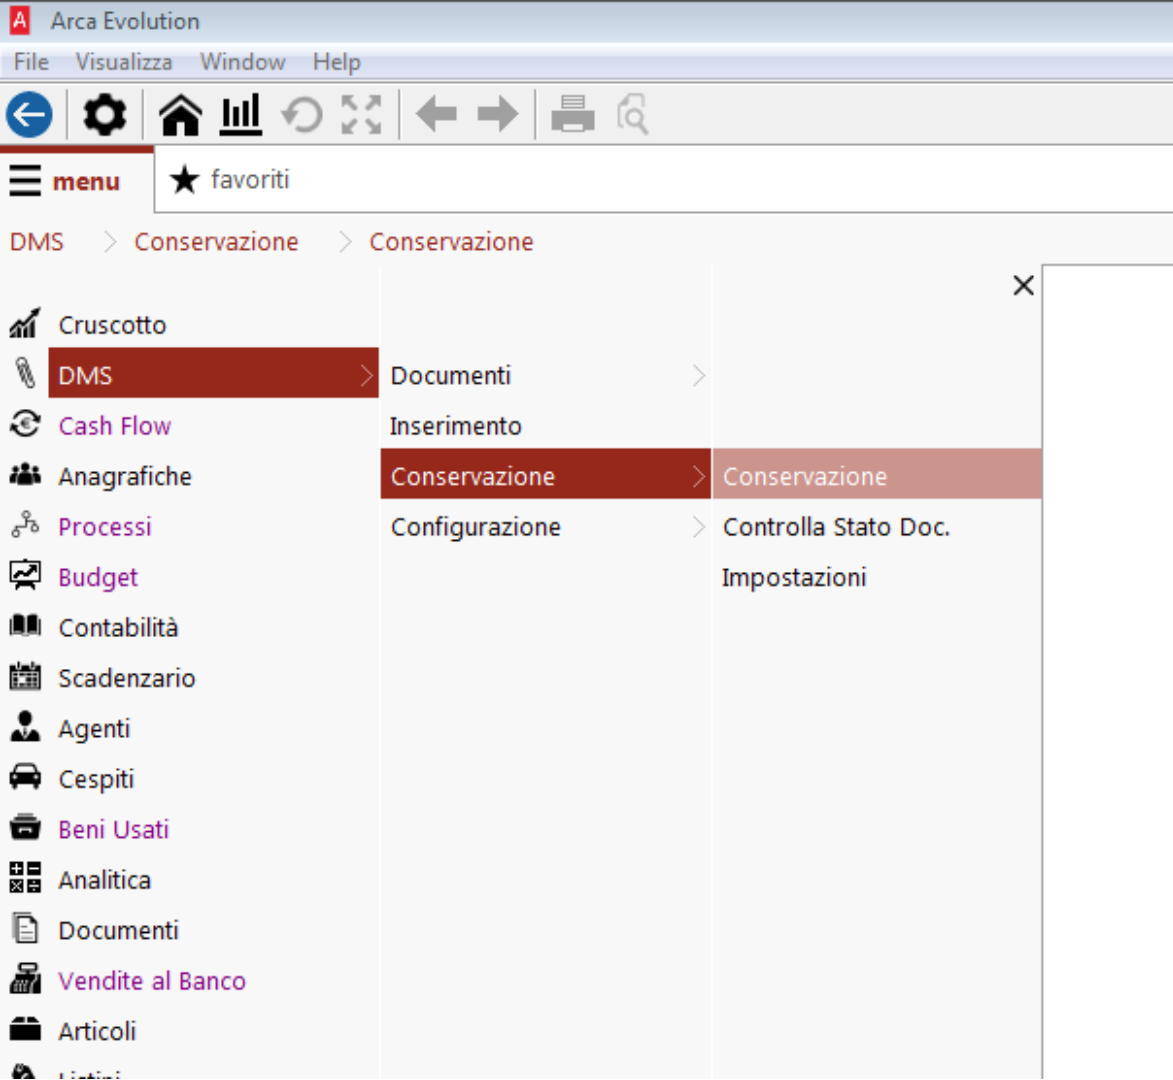 A Arca Evolution
File Visualizza Window Help
menu favoriti
DMS Conservazione Conservazione
Cruscotto
DMS Documenti
Cash Flow Inserimento
Anagrafiche Conservazione Conservazione
Processi Configurazione Controlla Stato Doc.
Budget Impostazioni
Contabilità
Scadenzario
Agenti
Cespiti
Beni Usati
Analitica
Documenti
Vendite al Banco
Articoli
Listini